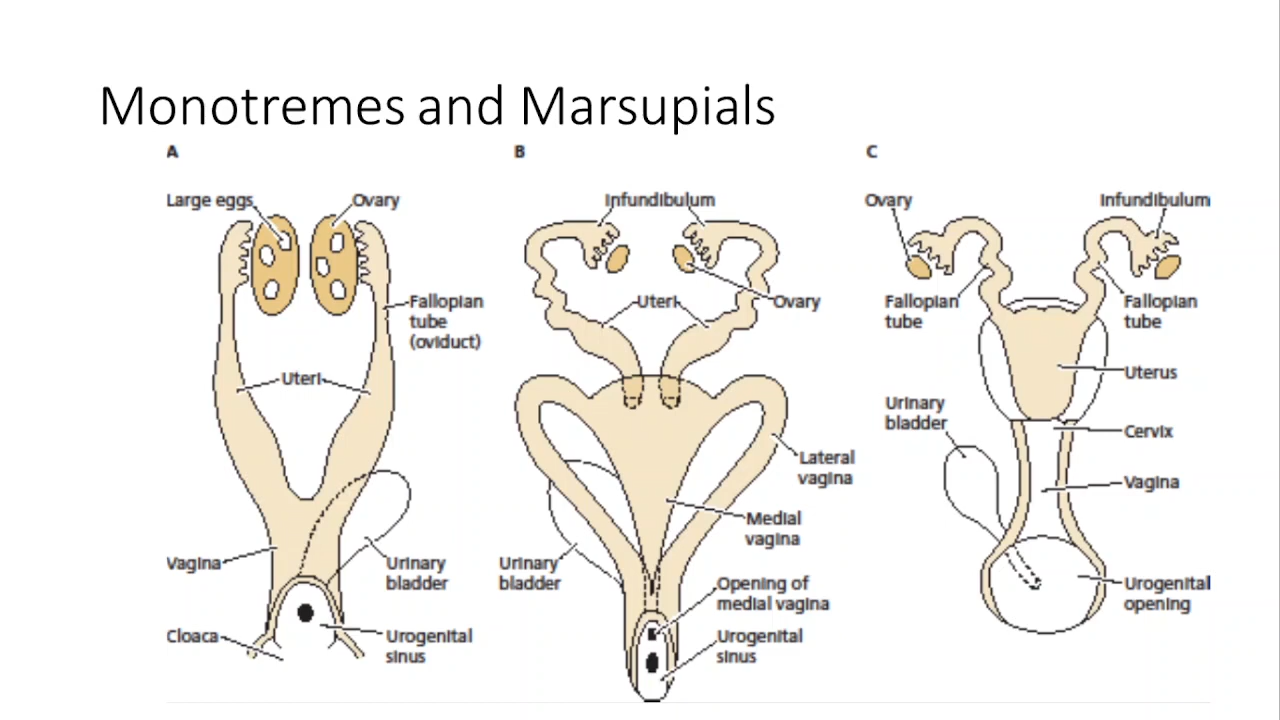 Monotremes and Marsupials
A
Large eggs
Ovary
Fallopian
tube
(oviduct)
Uteri
Vagina
Urinary
bladder
Cloaca
Urogenital
sinus
B
Infundibulum
Uteri
Ovary
Lateral
vagina
Medial
vagina
Urinary
bladder
Opening of
medial vagina
Urogenital
sinus
C
Ovary
Infundibulum
Fallopian
tube
Fallopian
tube
Uterus
Urinary
bladder
Cervix
Vagina
Urogenital
opening